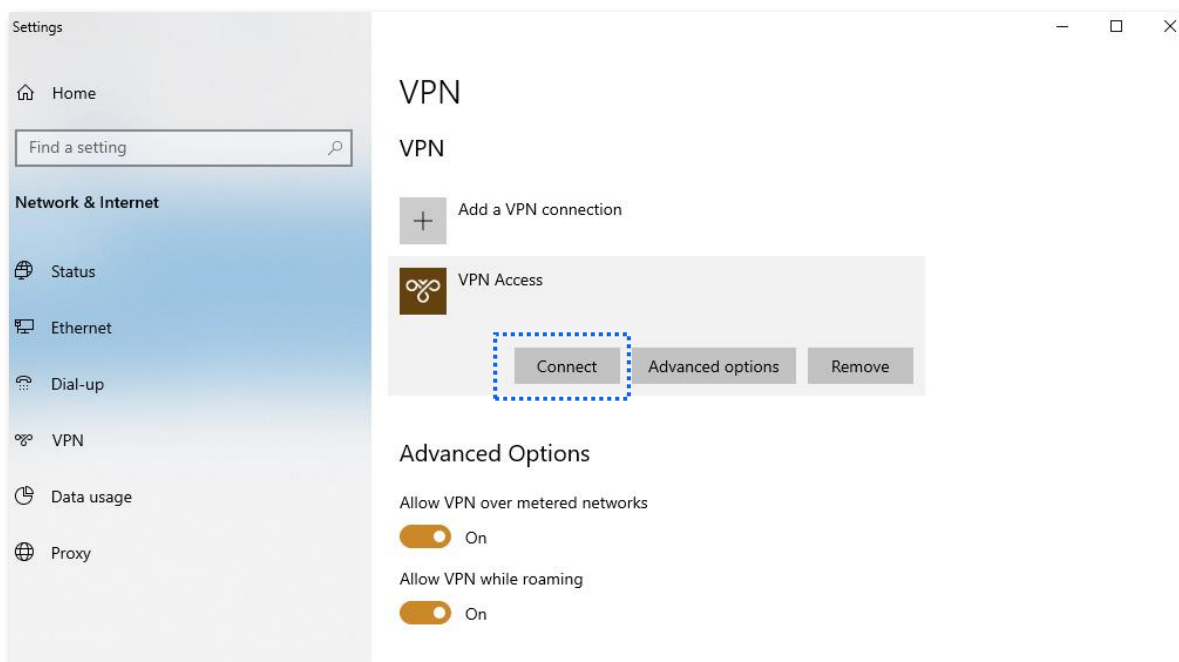 Settings
Home
Find a setting
Network & Internet
Status
Ethernet
Dial-up
VPN
Data usage
Proxy
VPN
VPN
Add a VPN connection
VPN Access
Connect
Advanced options
Remove
Advanced Options
Allow VPN over metered networks
On
Allow VPN while roaming
On